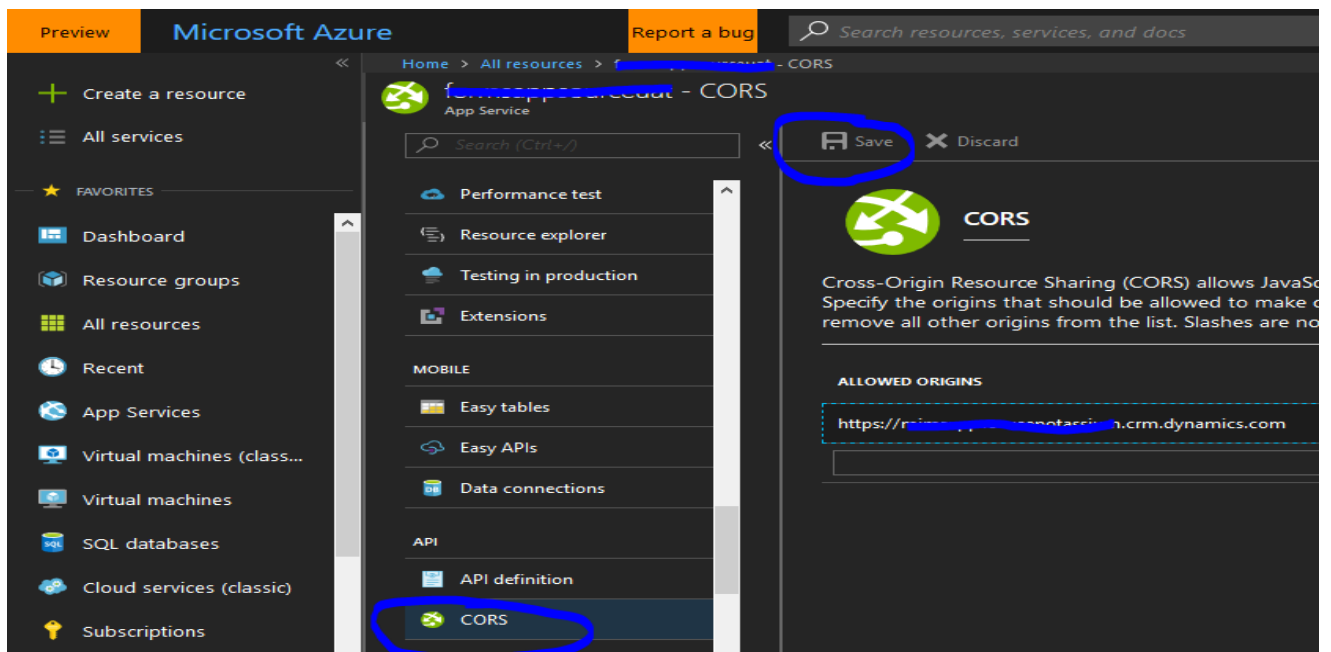 Preview
Microsoft Azure
Report a bug
Search resources, services, and docs
Home > All resources > - CORS
- CORS
App Service
Create a resource
All services
FAVORITES
Dashboard
Resource groups
All resources
Recent
App Services
Virtual machines (class...
Virtual machines
SQL databases
Cloud services (classic)
Subscriptions
Search (Ctrl+/)
Performance test
Resource explorer
Testing in production
Extensions
MOBILE
Easy tables
Easy APIs
Data connections
API
API definition
CORS
Save
Discard
CORS
Cross-Origin Resource Sharing (CORS) allows JavaSc
Specify the origins that should be allowed to make
remove all other origins from the list. Slashes are no
ALLOWED ORIGINS
https:// .crm.dynamics.com